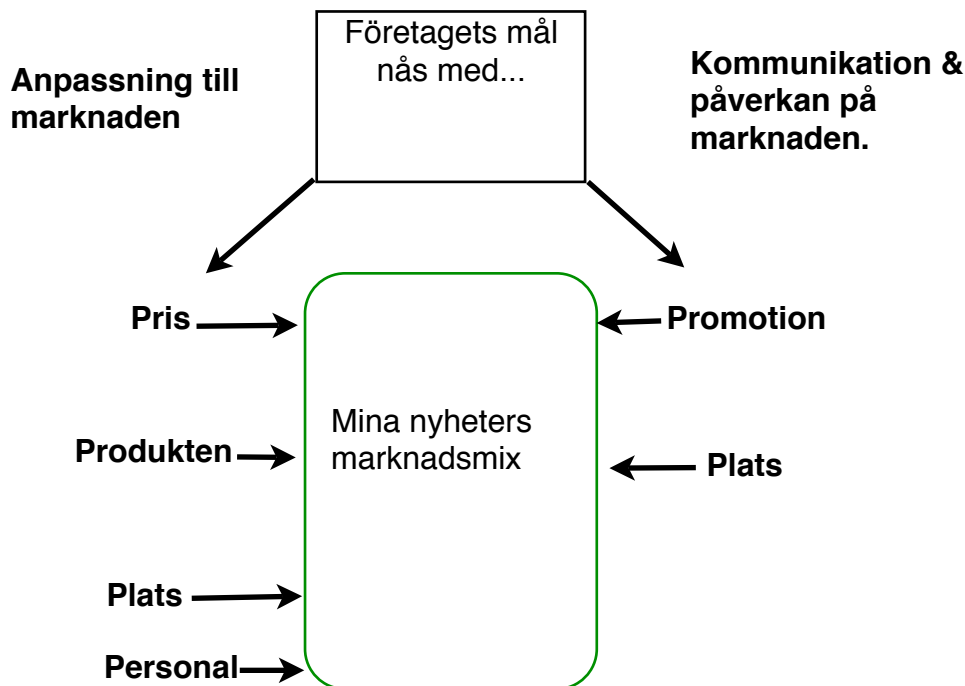 Företagets mål
nås med...
Anpassning till
marknaden
Kommunikation &
påverkan på
marknaden.
Pris
Promotion
Mina nyheters
marknadsmix
Produkten
Plats
Plats
Personal